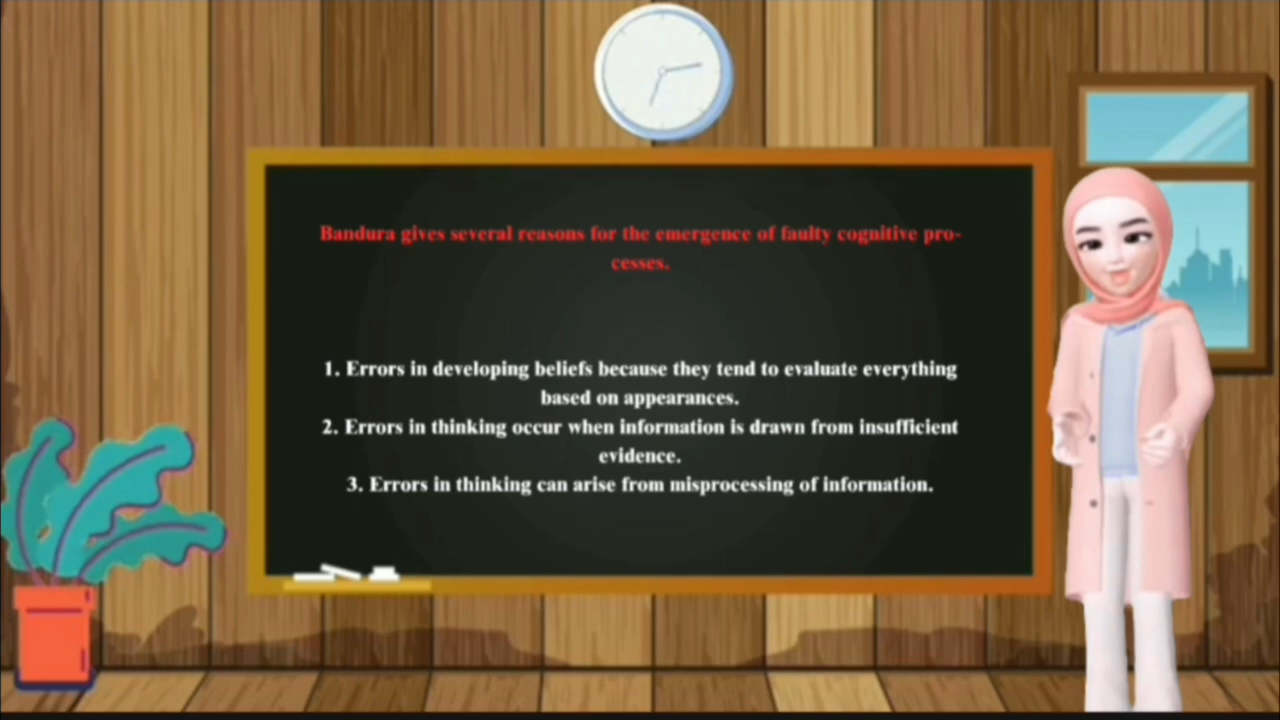 Bandura gives several reasons for the emergence of faulty cognitive pro-
cesses.
1. Errors in developing beliefs because they tend to evaluate everything
based on appearances.
2. Errors in thinking occur when information is drawn from insufficient
evidence.
3. Errors in thinking can arise from misprocessing of information.